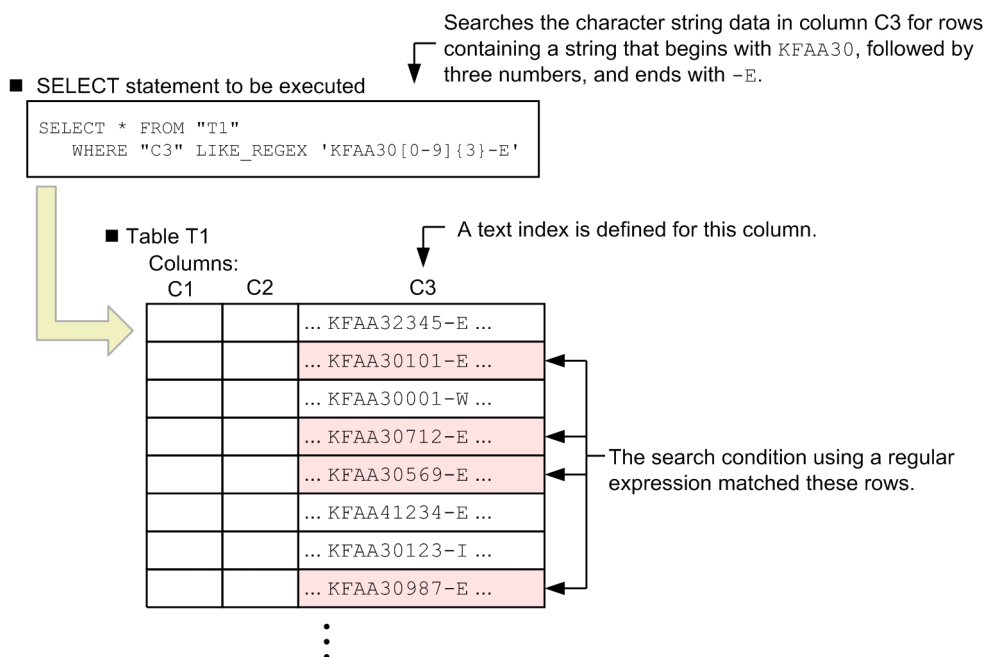 Searches the character string data in column C3 for rows
containing a string that begins with KFAA30, followed by
three numbers, and ends with -E.
■ SELECT statement to be executed
SELECT * FROM "T1"
WHERE "C3" LIKE_REGEX 'KFAA30[0-9]{3}-E'
■ Table T1
A text index is defined for this column.
Columns:
C1 C2 C3
... KFAA32345-E ...
... KFAA30101-E ...
... KFAA30001-W ...
... KFAA30712-E ...
... KFAA30569-E ...
The search condition using a regular
expression matched these rows.
... KFAA41234-E ...
... KFAA30123-I ...
... KFAA30987-E ...